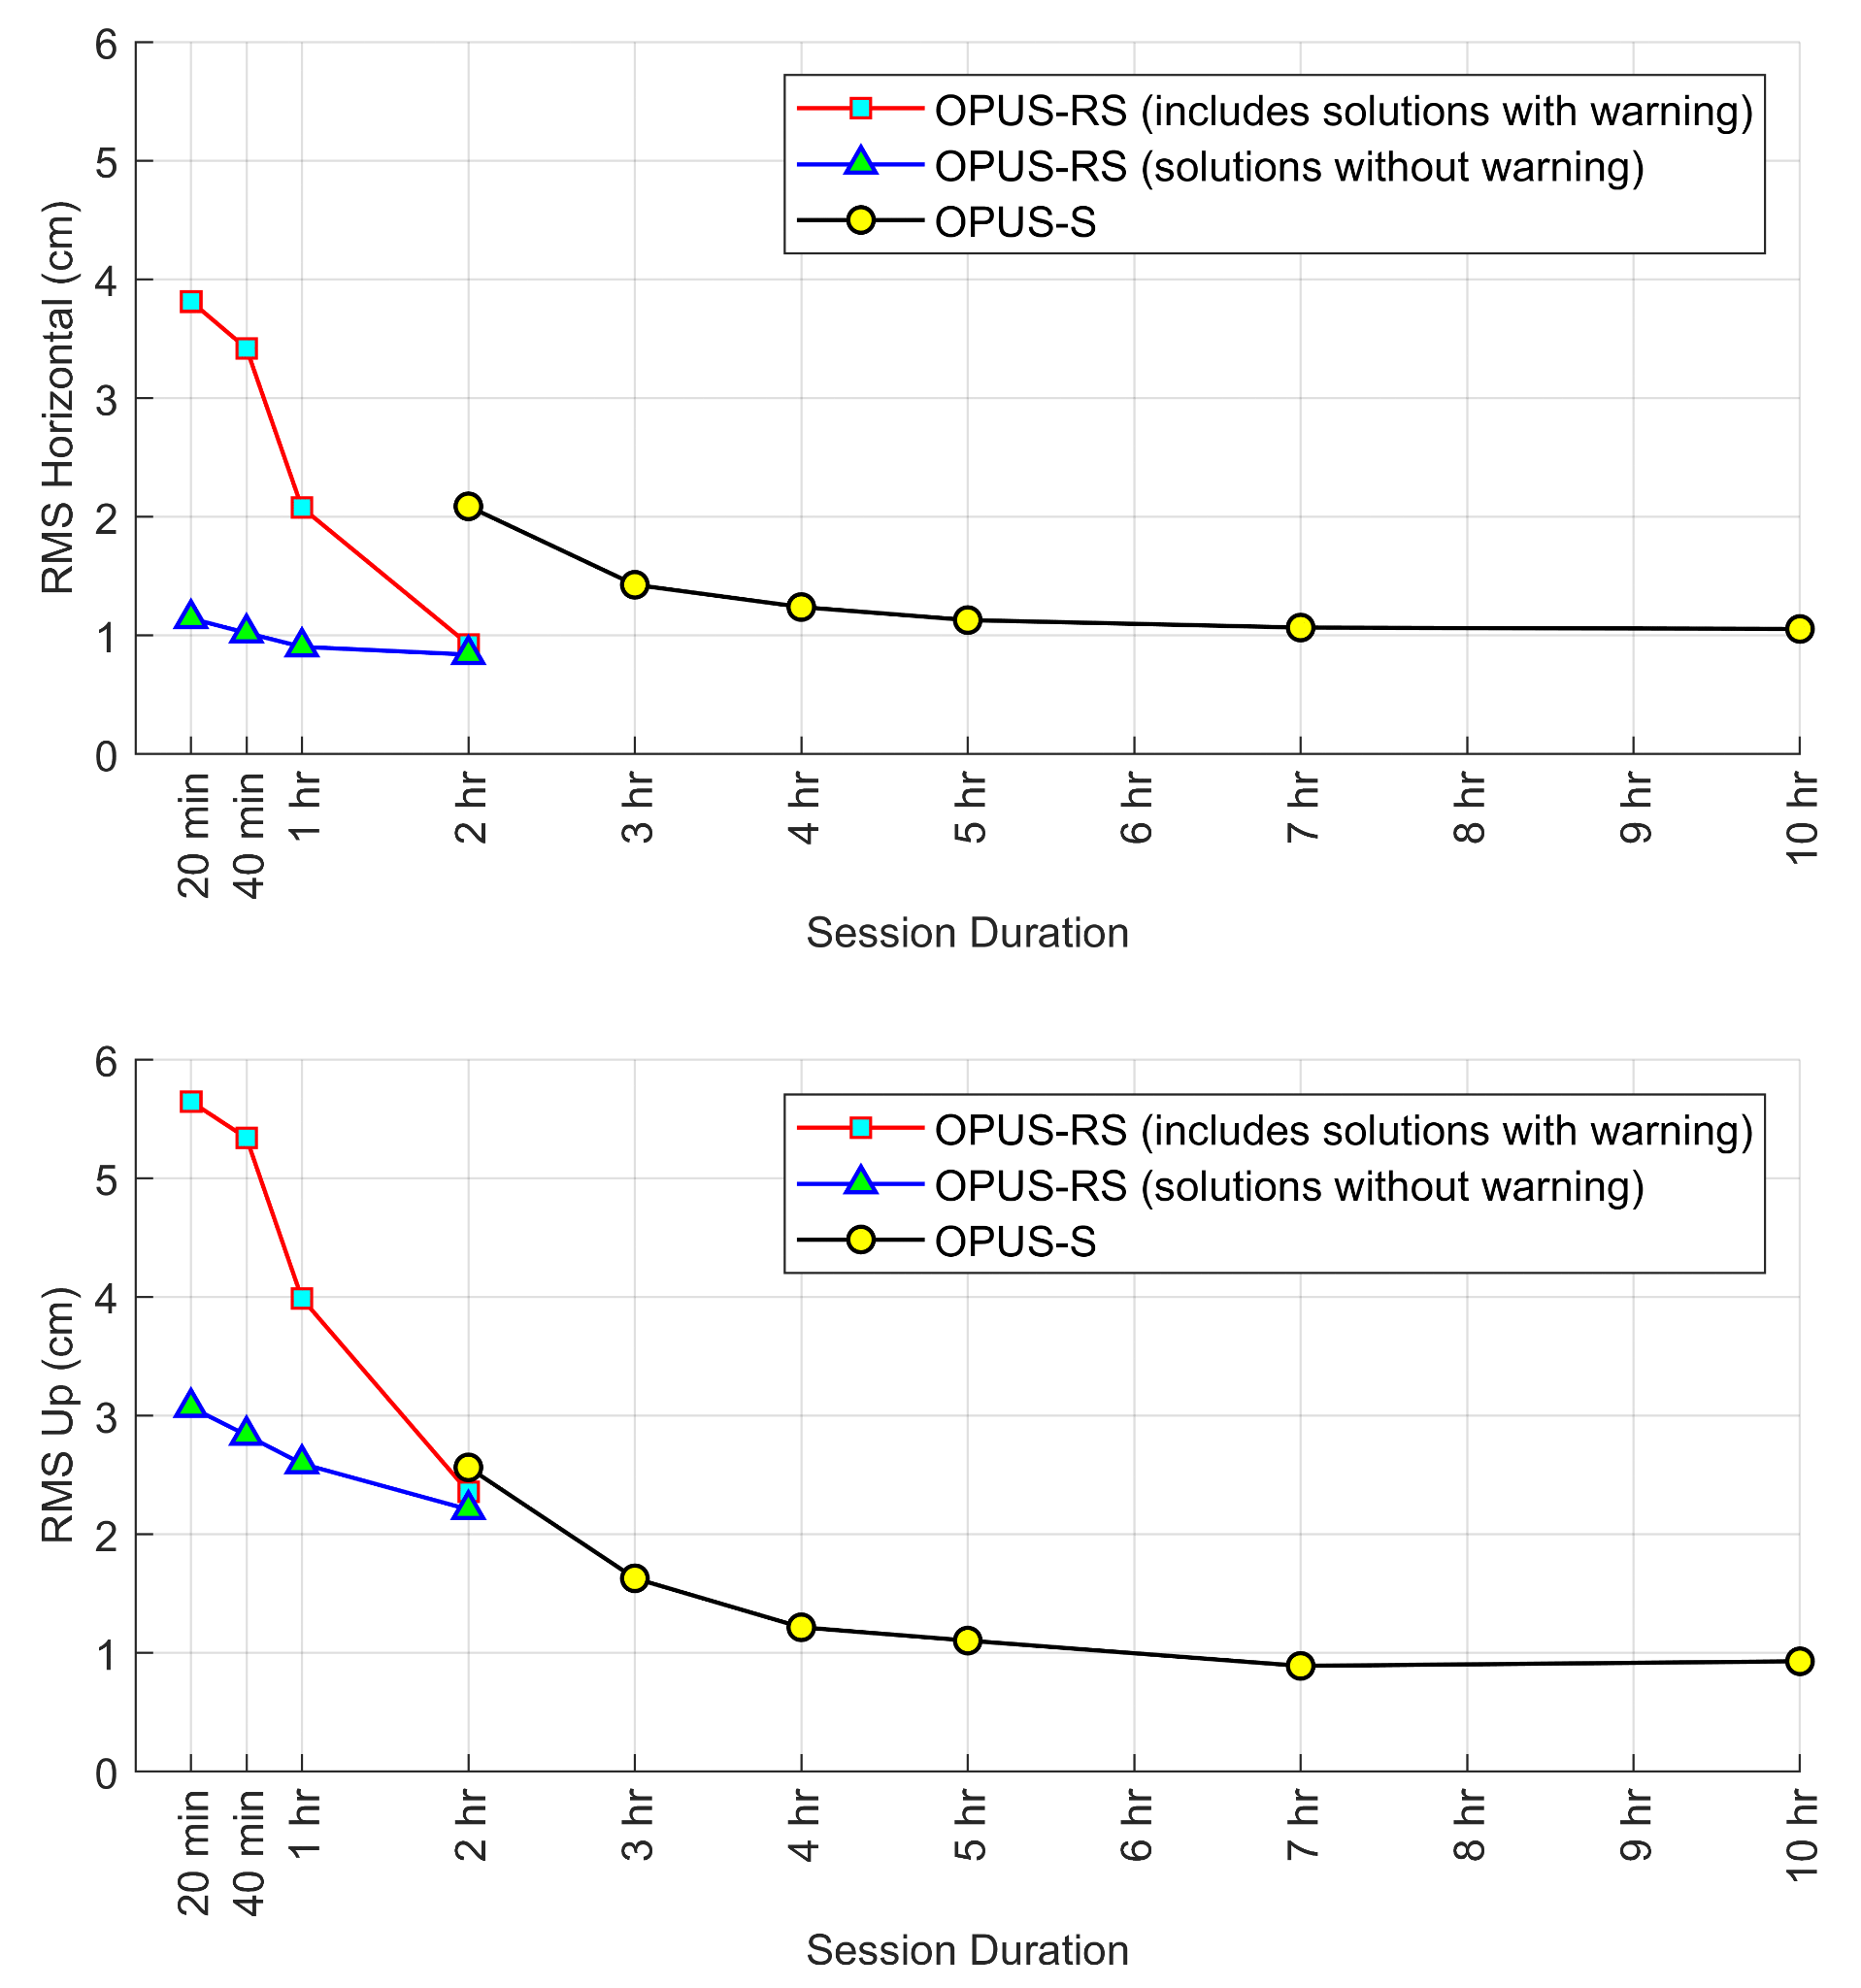 6
5
4
3
2
1
0
RMS Horizontal (cm)
OPUS-RS (includes solutions with warning)
OPUS-RS (solutions without warning)
OPUS-S
20 min
40 min
1 hr
2 hr
3 hr
4 hr
5 hr
6 hr
7 hr
8 hr
9 hr
10 hr
Session Duration
6
5
4
3
2
1
0
RMS Up (cm)
OPUS-RS (includes solutions with warning)
OPUS-RS (solutions without warning)
OPUS-S
20 min
40 min
1 hr
2 hr
3 hr
4 hr
5 hr
6 hr
7 hr
8 hr
9 hr
10 hr
Session Duration